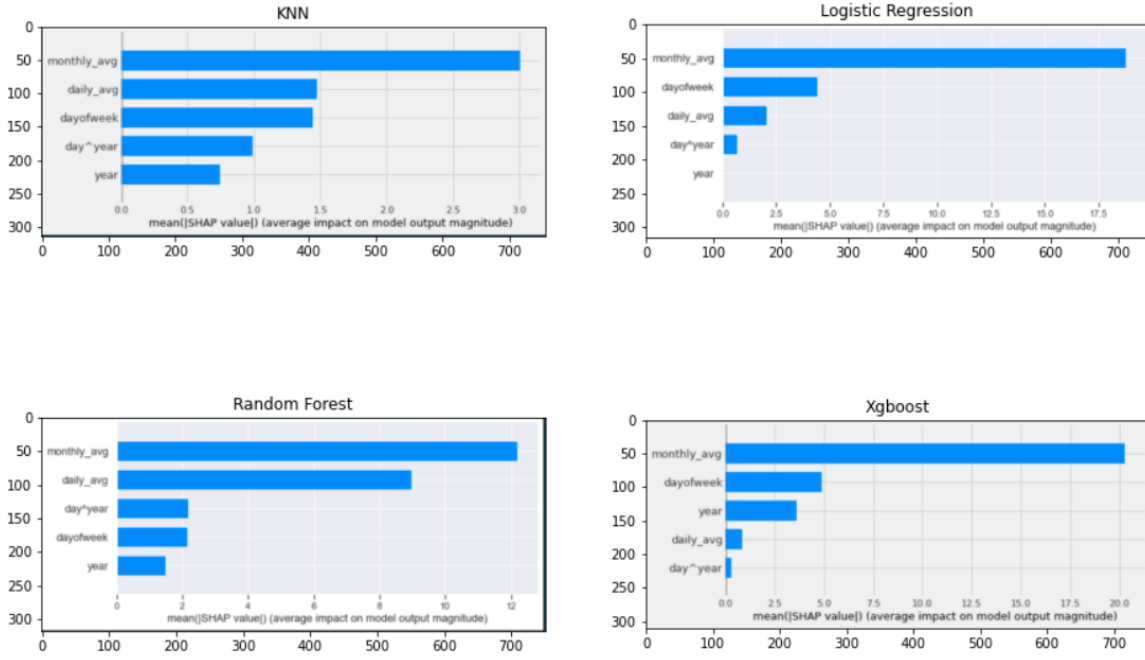 KNN
0
50
100
150
200
250
300
monthly_avg
daily_avg
dayofweek
day^year
year
0.0 0.5 1.0 1.5 2.0 2.5 3.0
mean(|SHAP value|) (average impact on model output magnitude)
0 100 200 300 400 500 600 700
Logistic Regression
0
50
100
150
200
250
300
monthly_avg
dayofweek
daily_avg
day^year
year
0.0 2.5 5.0 7.5 10.0 12.5 15.0 17.5
mean(|SHAP value|) (average impact on model output magnitude)
0 100 200 300 400 500 600 700
Random Forest
0
50
100
150
200
250
300
monthly_avg
daily_avg
day^year
dayofweek
year
0 2 4 6 8 10 12
mean(|SHAP value|) (average impact on model output magnitude)
0 100 200 300 400 500 600 700
Xgboost
0
50
100
150
200
250
300
monthly_avg
dayofweek
year
daily_avg
day^year
0.0 2.5 5.0 7.5 10.0 12.5 15.0 17.5 20.0
mean(|SHAP value|) (average impact on model output magnitude)
0 100 200 300 400 500 600 700